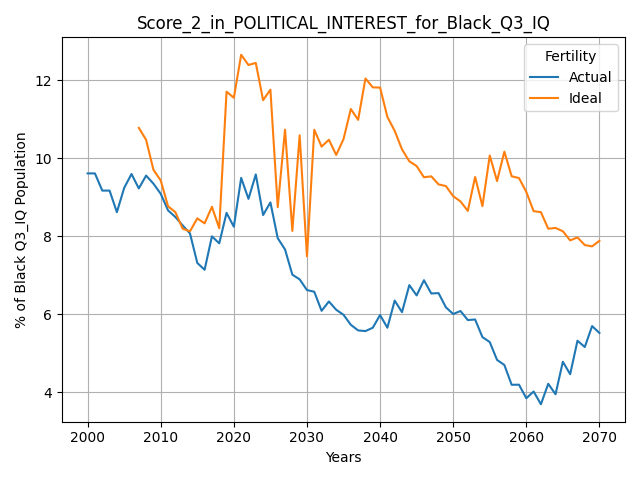 Score_2_in_POLITICAL_INTEREST_for_Black_Q3_IQ
Fertility
Actual
Ideal
% of Black Q3_IQ Population
12
10
8
6
4
2000 2010 2020 2030 2040 2050 2060 2070
Years